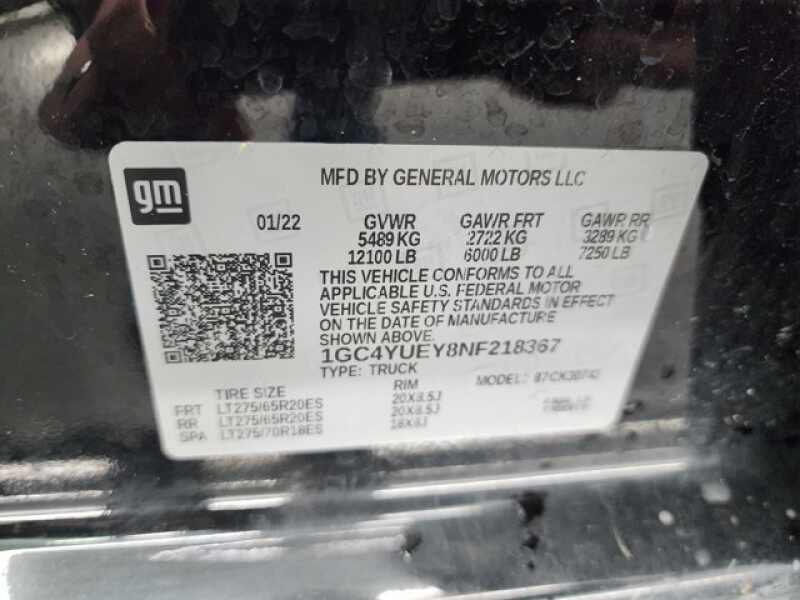 gm
MFD BY GENERAL MOTORS LLC
01/22 GVWR GAWR FRT GAWR RR
5489 KG 2722 KG 3289 KG
12100 LB 6000 LB 7250 LB
THIS VEHICLE CONFORMS TO ALL
APPLICABLE U.S. FEDERAL MOTOR
VEHICLE SAFETY STANDARDS IN EFFECT
ON THE DATE OF MANUFACTURE
SHOWN ABOVE.
1GC4YUEY8NF218367
TYPE: TRUCK MODEL:
TIRE SIZE RIM
FRT LT275/65R20ES 20X8.5J
RR LT275/65R20ES 20X8.5J
SPA LT275/70R18ES 18X8J